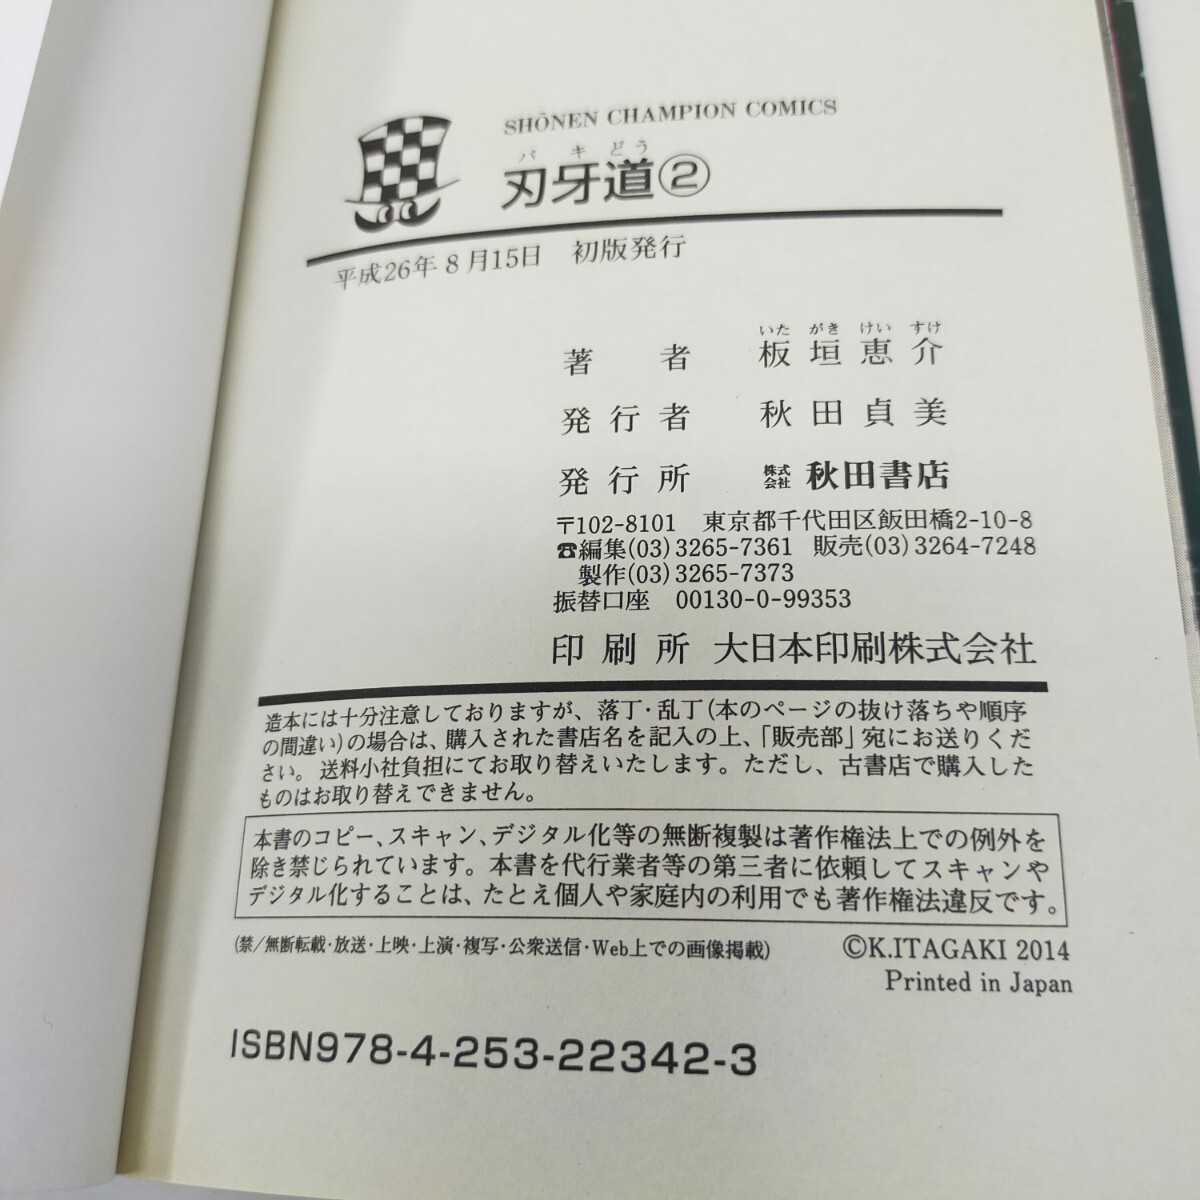 SHŌNEN CHAMPION COMICS
バキどう
刃牙道②
平成26年8月15日 初版発行
いたがきけいすけ
著者 板垣恵介
発行者 秋田貞美
発行所 株式会社 秋田書店
〒102-8101 東京都千代田区飯田橋2-10-8
☎編集(03)3265-7361 販売(03)3264-7248
製作(03)3265-7373
振替口座 00130-0-99353
印刷所 大日本印刷株式会社
造本には十分注意しておりますが、落丁・乱丁(本のページの抜け落ちや順序
の間違い)の場合は、購入された書店名を記入の上、「販売部」宛にお送りくだ
さい。送料小社負担にてお取り替えいたします。ただし、古書店で購入した
ものはお取り替えできません。
本書のコピー、スキャン、デジタル化等の無断複製は著作権法上での例外を
除き禁じられています。本書を代行業者等の第三者に依頼してスキャンや
デジタル化することは、たとえ個人や家庭内の利用でも著作権法違反です。
(禁/無断転載・放送・上映・上演・複写・公衆送信・Web上での画像掲載)
©K.ITAGAKI 2014
Printed in Japan
ISBN978-4-253-22342-3